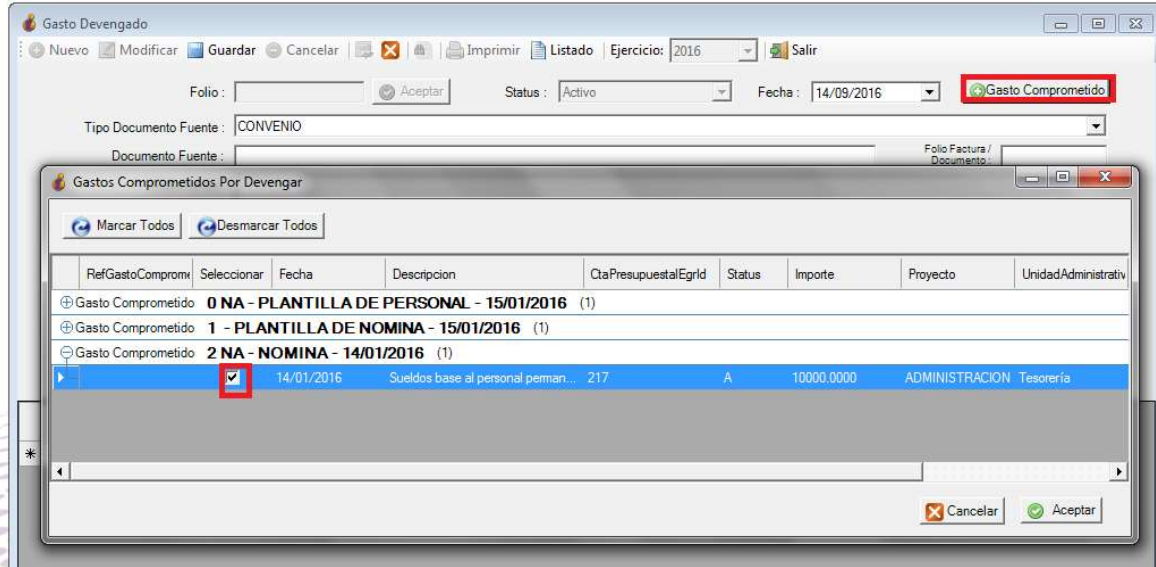 Gasto Devengado
Nuevo Modificar Guardar Cancelar Imprimir Listado Ejercicio: 2016 Salir
Folio : Aceptar Status : Activo Fecha : 14/09/2016 Gasto Comprometido
Tipo Documento Fuente : CONVENIO
Documento Fuente : Folio Factura /
Documento :
Gastos Comprometidos Por Devengar
Marcar Todos Desmarcar Todos
RefGastoComprome Seleccionar Fecha Descripcion CtaPresupuestalEgrId Status Importe Proyecto UnidadAdministrativ
Gasto Comprometido 0 NA - PLANTILLA DE PERSONAL - 15/01/2016 (1)
Gasto Comprometido 1 - PLANTILLA DE NOMINA - 15/01/2016 (1)
Gasto Comprometido 2 NA - NOMINA - 14/01/2016 (1)
14/01/2016 Sueldos base al personal perman... 217 A 10000.0000 ADMINISTRACION Tesorería
Cancelar Aceptar